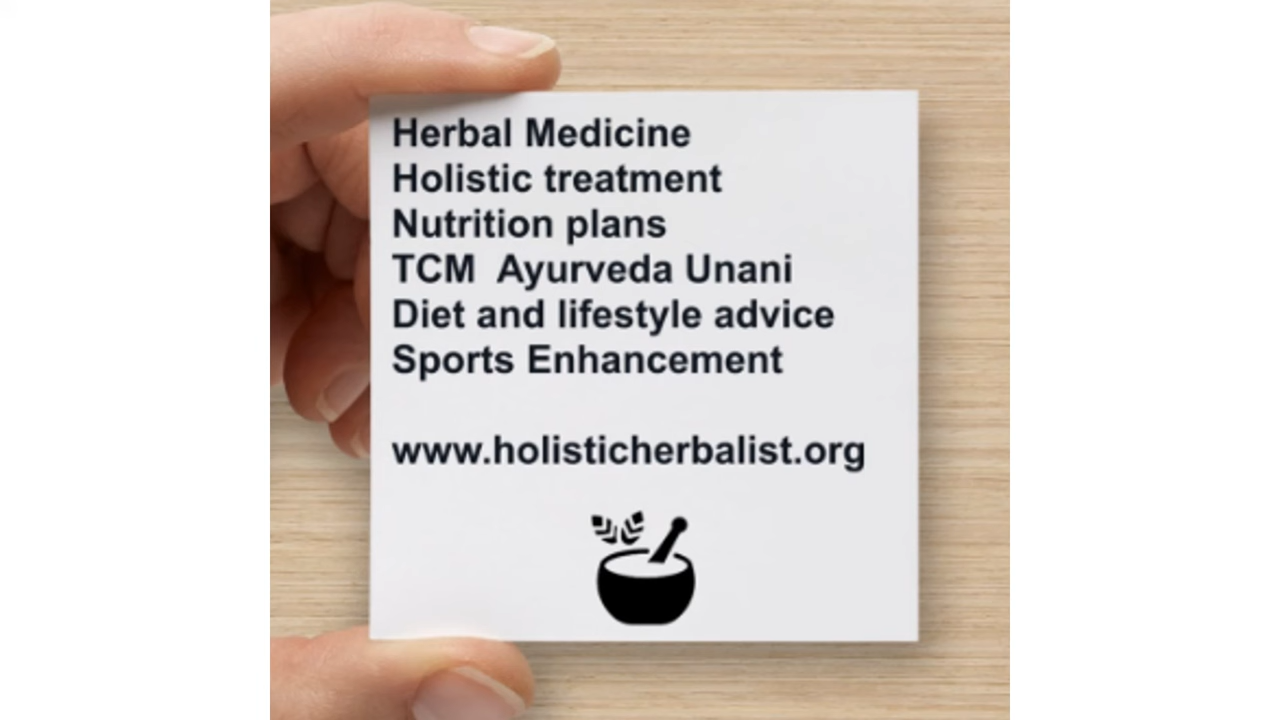 Herbal Medicine
Holistic treatment
Nutrition plans
TCM  Ayurveda Unani
Diet and lifestyle advice
Sports Enhancement
www.holisticherbalist.org